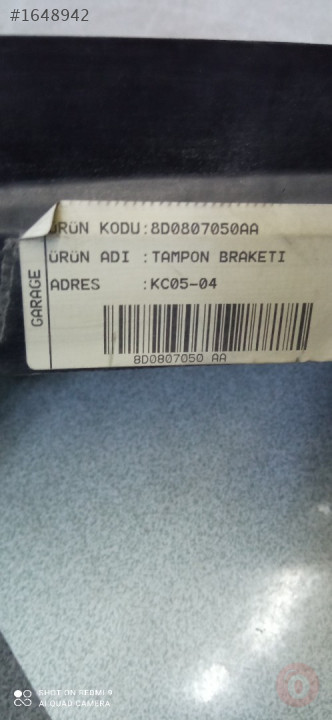 #1648942
ÜRÜN KODU:8D0807050AA
ÜRÜN ADI :TAMPON BRAKETI
ADRES :KC05-04
GARAGE
8D0807050 AA
SHOT ON REDMI 9
AI QUAD CAMERA